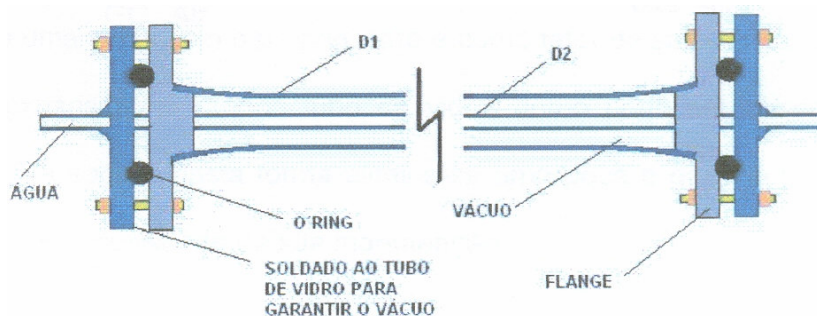 D1
D2
ÁGUA
O'RING
VÁCUO
SOLDADO AO TUBO
DE VIDRO PARA
GARANTIR O VÁCUO
FLANGE